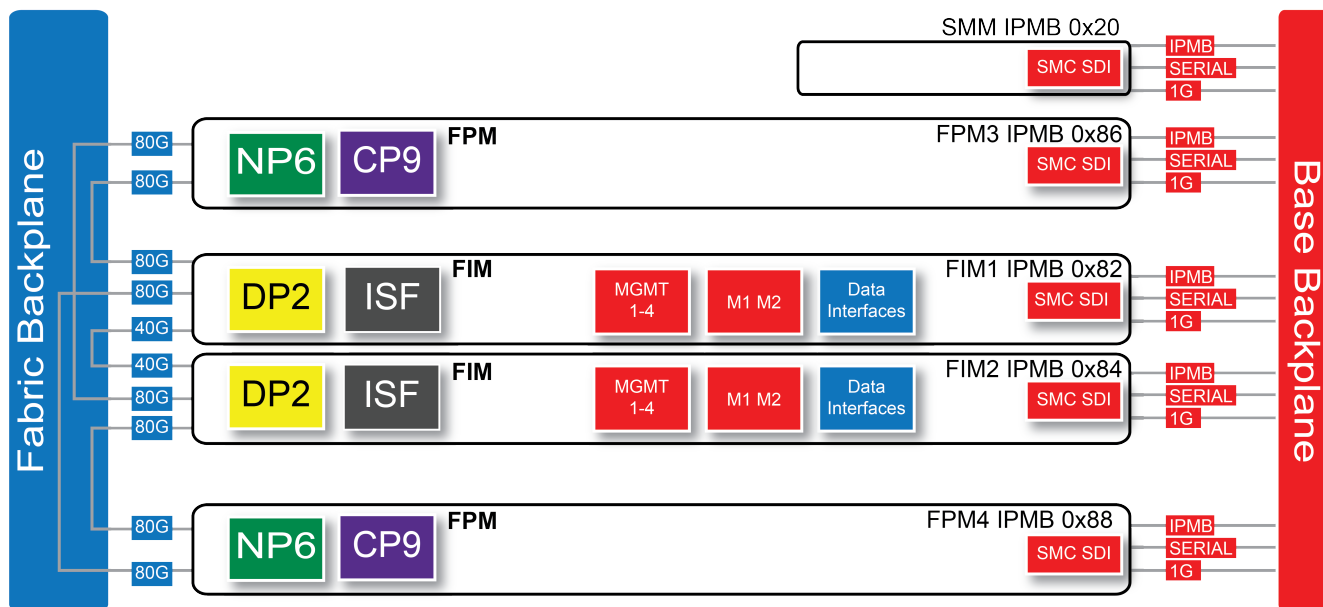 Fabric Backplane
SMM IPMB 0x20
SMC SDI
IPMB
SERIAL
1G
80G
80G
NP6
CP9
FPM
FPM3 IPMB 0x86
SMC SDI
IPMB
SERIAL
1G
80G
80G
40G
DP2
ISF
FIM
MGMT
1-4
M1 M2
Data
Interfaces
FIM1 IPMB 0x82
SMC SDI
IPMB
SERIAL
1G
40G
80G
80G
DP2
ISF
FIM
MGMT
1-4
M1 M2
Data
Interfaces
FIM2 IPMB 0x84
SMC SDI
IPMB
SERIAL
1G
80G
80G
NP6
CP9
FPM
FPM4 IPMB 0x88
SMC SDI
IPMB
SERIAL
1G
Base Backplane